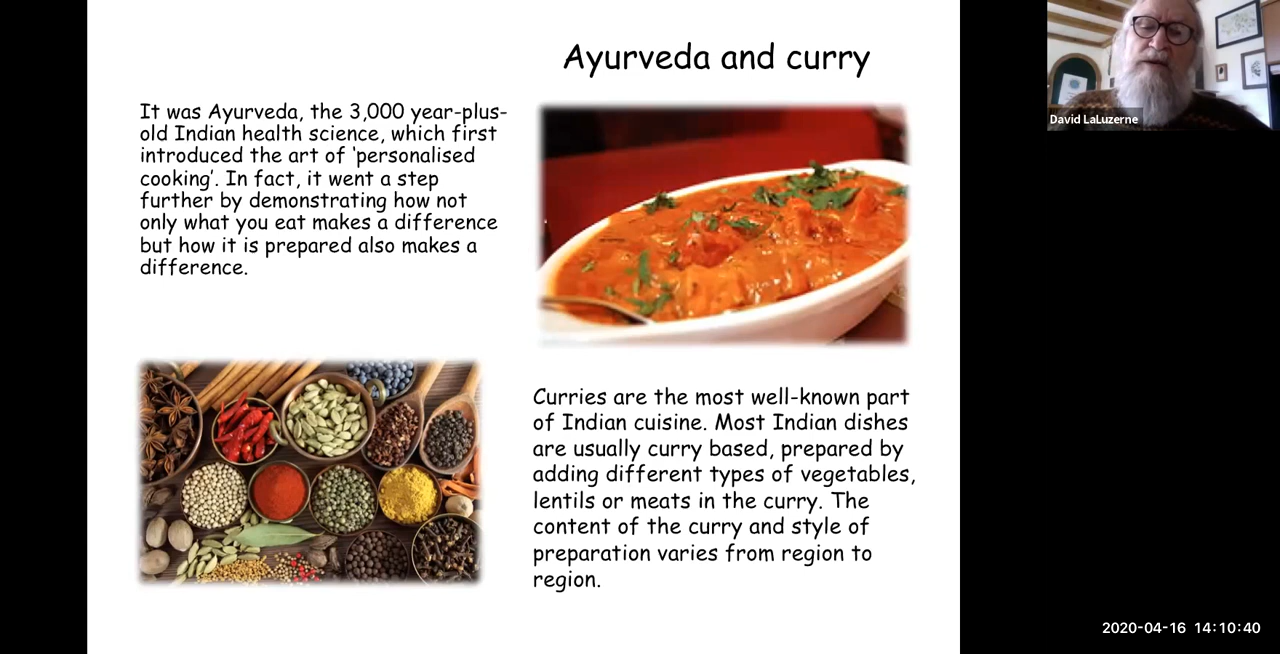 Ayurveda and curry
It was Ayurveda, the 3,000 year-plus-
old Indian health science, which first
introduced the art of ‘personalised
cooking’. In fact, it went a step
further by demonstrating how not
only what you eat makes a difference
but how it is prepared also makes a
difference.
Curries are the most well-known part
of Indian cuisine. Most Indian dishes
are usually curry based, prepared by
adding different types of vegetables,
lentils or meats in the curry. The
content of the curry and style of
preparation varies from region to
region.
David LaLuzerne
2020-04-16 14:10:40